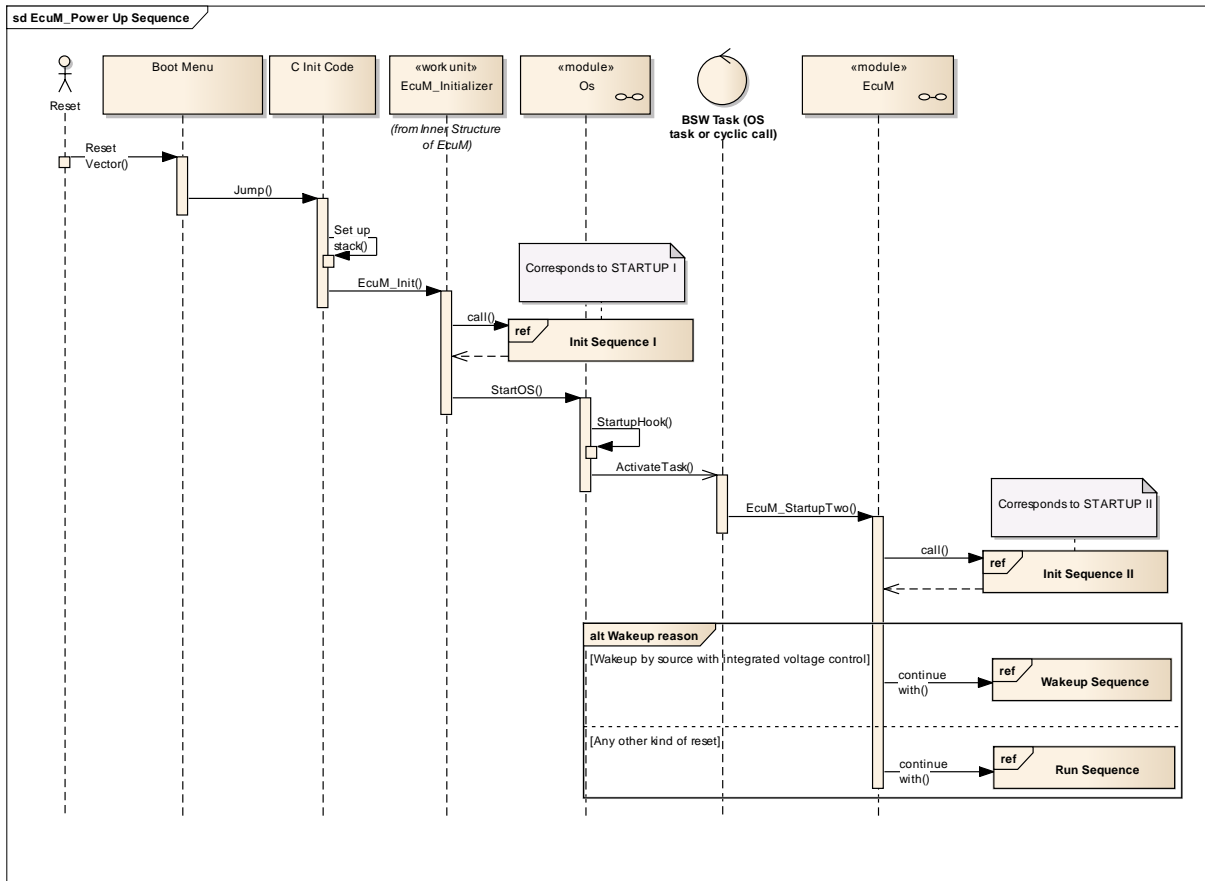 sd EcuM_Power Up Sequence
Reset
Boot Menu
C Init Code
«work unit»
EcuM_Initializer
(from Inner Structure
of EcuM)
«module»
Os
BSW Task (OS
task or cyclic call)
«module»
EcuM
Reset
Vector()
Jump()
Set up
stack()
EcuM_Init()
Corresponds to STARTUP I
call()
ref
Init Sequence I
StartOS()
StartupHook()
ActivateTask()
EcuM_StartupTwo()
Corresponds to STARTUP II
call()
ref
Init Sequence II
alt Wakeup reason
[Wakeup by source with integrated voltage control]
continue
with()
ref
Wakeup Sequence
[Any other kind of reset]
continue
with()
ref
Run Sequence